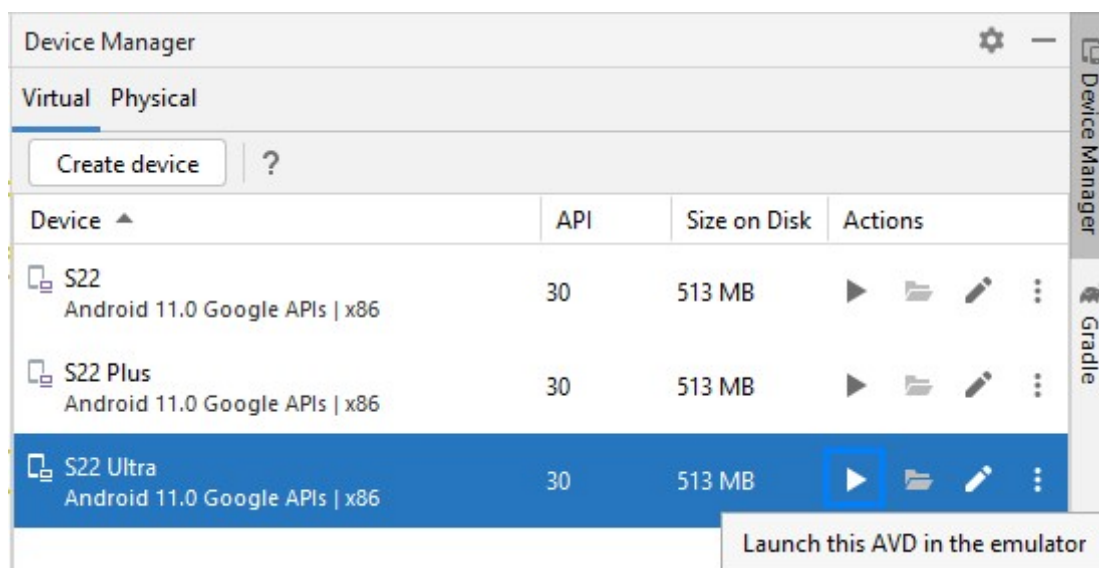 Device Manager
Virtual Physical
Create device ?
Device API Size on Disk Actions
S22
Android 11.0 Google APIs | x86
30 513 MB
S22 Plus
Android 11.0 Google APIs | x86
30 513 MB
S22 Ultra
Android 11.0 Google APIs | x86
30 513 MB
Launch this AVD in the emulator
Device Manager
Gradle